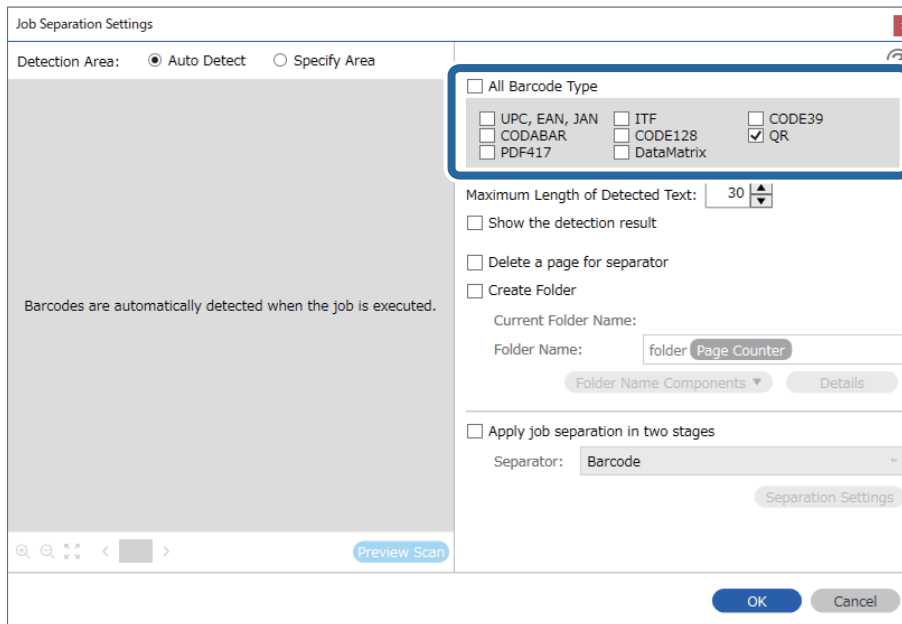 Job Separation Settings
Detection Area: Auto Detect Specify Area
All Barcode Type
UPC, EAN, JAN ITF CODE39
CODABAR CODE128 QR
PDF417 DataMatrix
Maximum Length of Detected Text: 30
Show the detection result
Delete a page for separator
Create Folder
Barcodes are automatically detected when the job is executed.
Current Folder Name:
Folder Name: folder Page Counter
Folder Name Components Details
Apply job separation in two stages
Separator: Barcode
Separation Settings
Preview Scan
OK Cancel